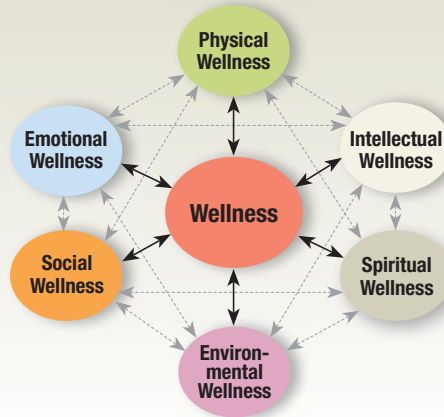 Physical
Wellness
Emotional
Wellness
Intellectual
Wellness
Wellness
Social
Wellness
Spiritual
Wellness
Environ-
mental
Wellness